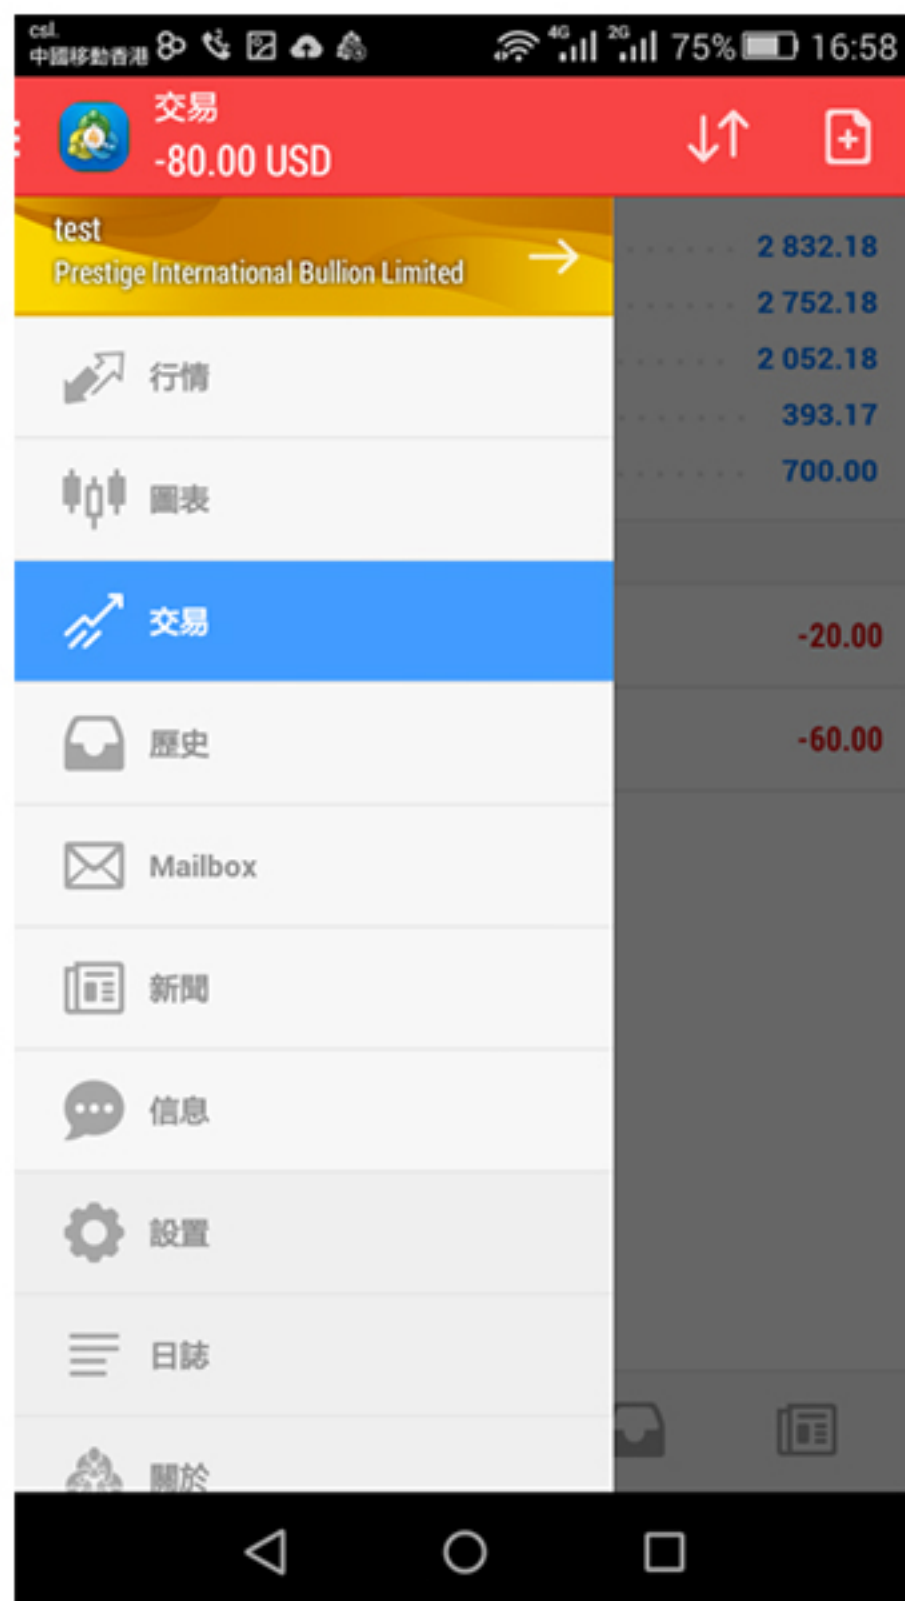 csl.
中國移動香港
4G 2G 75% 16:58
交易
-80.00 USD
test
Prestige International Bullion Limited
2 832.18
2 752.18
2 052.18
393.17
700.00
行情
圖表
交易
-20.00
歷史
-60.00
Mailbox
新聞
信息
設置
日誌
關於